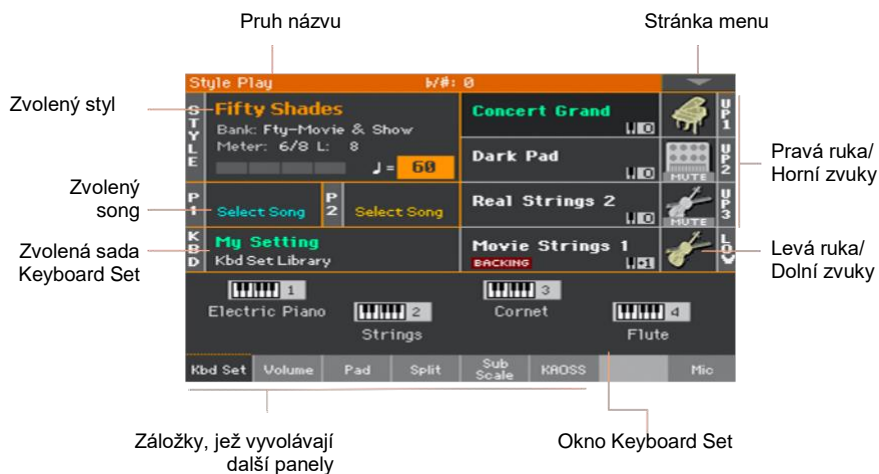 Pruh názvu
Stránka menu
Style Play
♭/#: 0
Zvolený styl
STYLE
Fifty Shades
Bank: Fty-Movie & Show
Meter: 6/8 L: 8
♩= 60
Concert Grand
0
UP1
Dark Pad
0
MUTE
UP2
Pravá ruka/
Horní zvuky
Zvolený
song
P1
Select Song
P2
Select Song
Real Strings 2
0
MUTE
UP3
Zvolená sada
Keyboard Set
KBD
My Setting
Kbd Set Library
Movie Strings 1
BACKING
+1
LOW
Levá ruka/
Dolní zvuky
1
Electric Piano
2
Strings
3
Cornet
4
Flute
Kbd Set
Volume
Pad
Split
Sub
Scale
KAOSS
Mic
Záložky, jež vyvolávají
další panely
Okno Keyboard Set